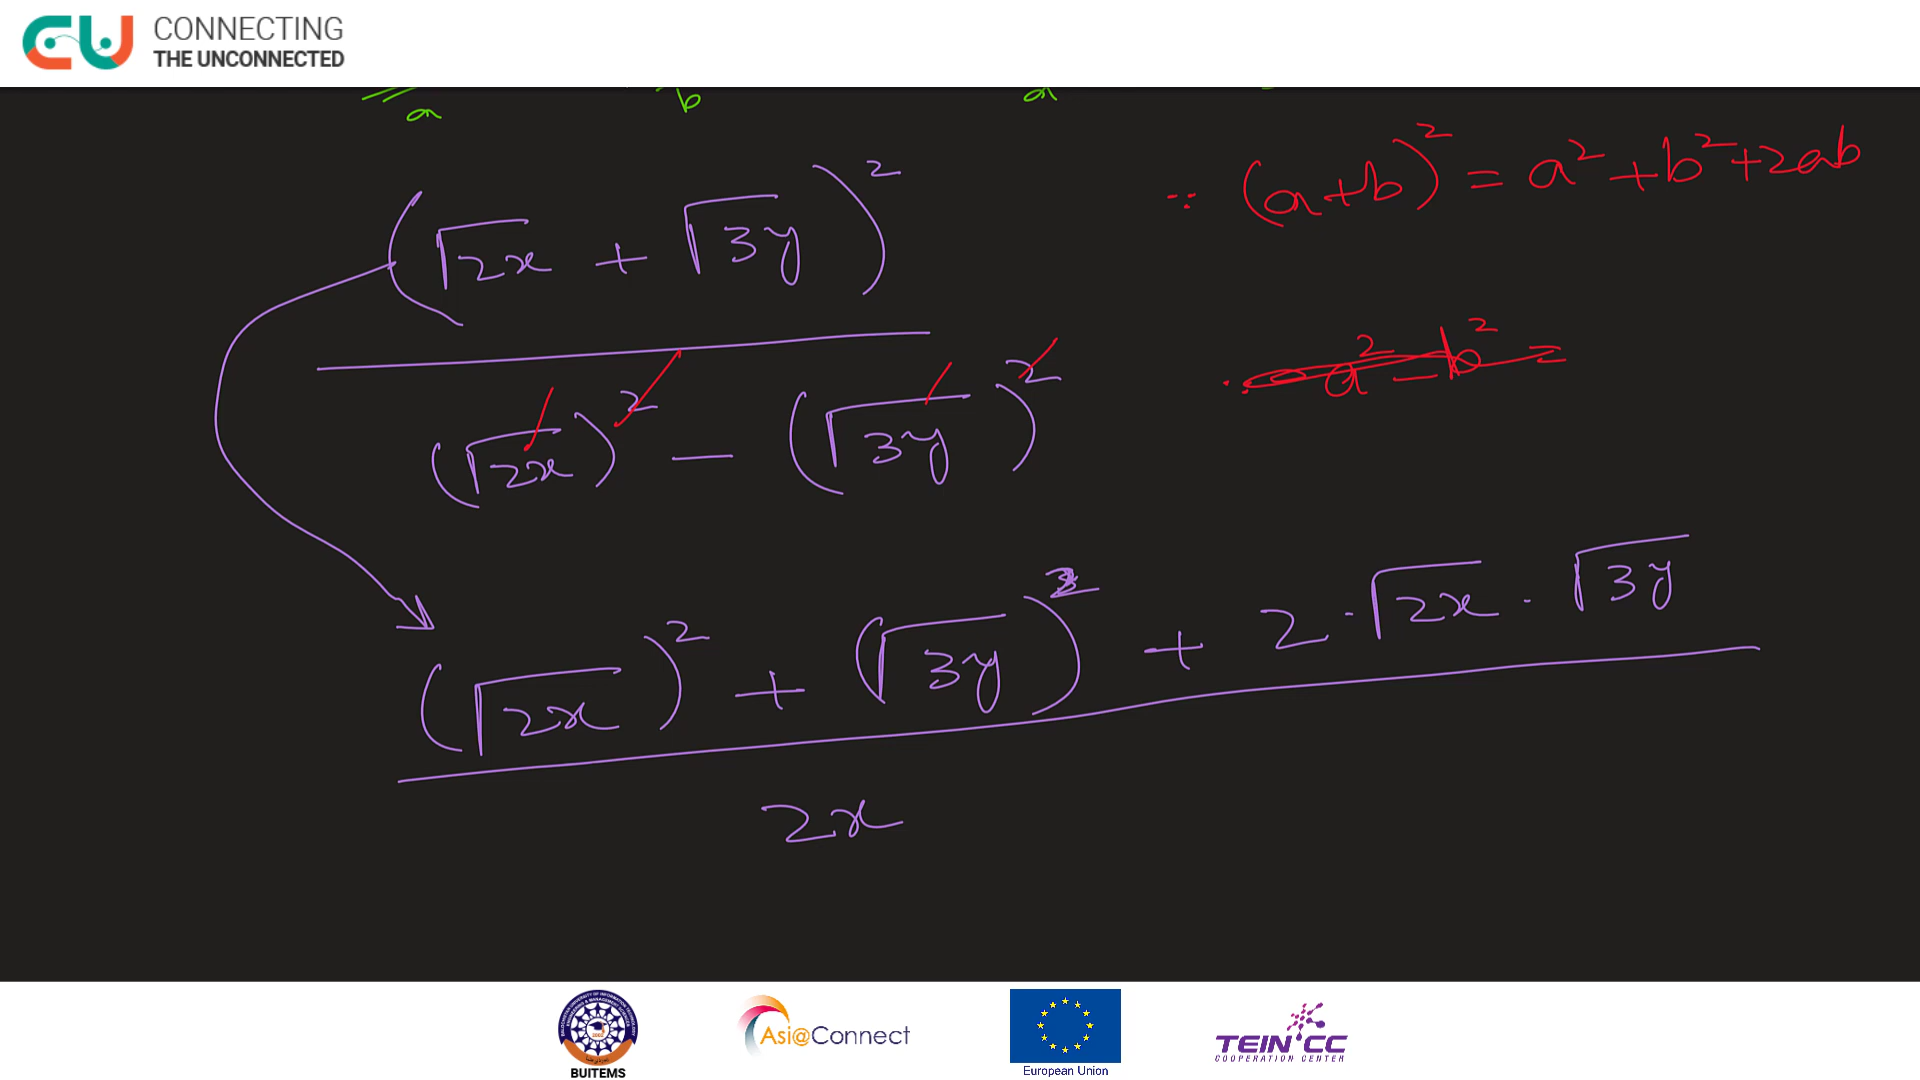 CONNECTING
THE UNCONNECTED
a b a
(√2x + √3y)²
∵ (a+b)² = a² + b² + 2ab
(√2x)² − (√3y)²
a² − b² =
(√2x)² + (√3y)² + 2 · √2x · √3y
2x
BUITEMS
Asi@Connect
European Union
TEIN*CC
COOPERATION CENTER